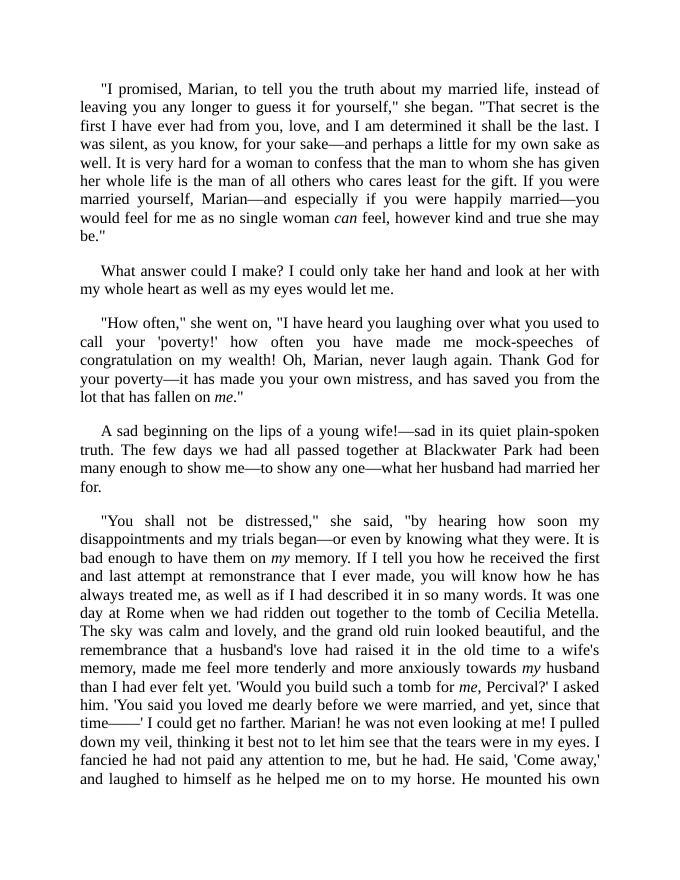 "I promised, Marian, to tell you the truth about my married life, instead of
leaving you any longer to guess it for yourself," she began. "That secret is the
first I have ever had from you, love, and I am determined it shall be the last. I
was silent, as you know, for your sake—and perhaps a little for my own sake as
well. It is very hard for a woman to confess that the man to whom she has given
her whole life is the man of all others who cares least for the gift. If you were
married yourself, Marian—and especially if you were happily married—you
would feel for me as no single woman can feel, however kind and true she may
be."
What answer could I make? I could only take her hand and look at her with
my whole heart as well as my eyes would let me.
"How often," she went on, "I have heard you laughing over what you used to
call your 'poverty!' how often you have made me mock-speeches of
congratulation on my wealth! Oh, Marian, never laugh again. Thank God for
your poverty—it has made you your own mistress, and has saved you from the
lot that has fallen on me."
A sad beginning on the lips of a young wife!—sad in its quiet plain-spoken
truth. The few days we had all passed together at Blackwater Park had been
many enough to show me—to show any one—what her husband had married her
for.
"You shall not be distressed," she said, "by hearing how soon my
disappointments and my trials began—or even by knowing what they were. It is
bad enough to have them on my memory. If I tell you how he received the first
and last attempt at remonstrance that I ever made, you will know how he has
always treated me, as well as if I had described it in so many words. It was one
day at Rome when we had ridden out together to the tomb of Cecilia Metella.
The sky was calm and lovely, and the grand old ruin looked beautiful, and the
remembrance that a husband's love had raised it in the old time to a wife's
memory, made me feel more tenderly and more anxiously towards my husband
than I had ever felt yet. 'Would you build such a tomb for me, Percival?' I asked
him. 'You said you loved me dearly before we were married, and yet, since that
time——' I could get no farther. Marian! he was not even looking at me! I pulled
down my veil, thinking it best not to let him see that the tears were in my eyes. I
fancied he had not paid any attention to me, but he had. He said, 'Come away,'
and laughed to himself as he helped me on to my horse. He mounted his own